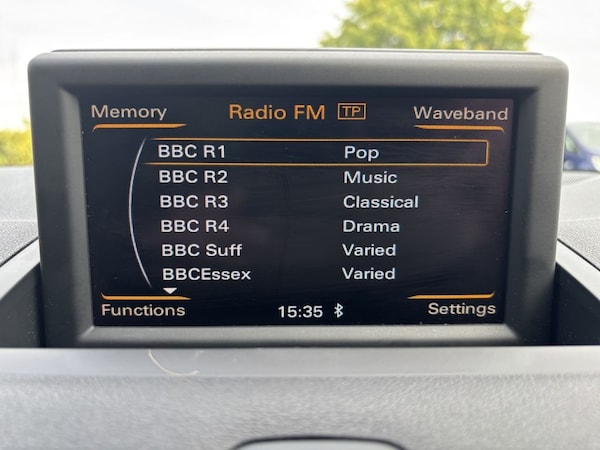 Memory Radio FM TP Waveband
BBC R1 Pop
BBC R2 Music
BBC R3 Classical
BBC R4 Drama
BBC Suff Varied
BBCEssex Varied
Functions 15:35 Settings